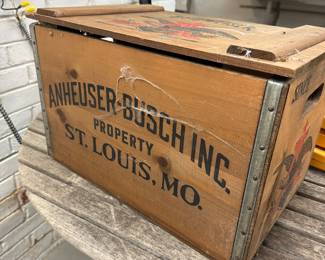 ANHEUSER-BUSCH INC.
PROPERTY
ST. LOUIS, MO.